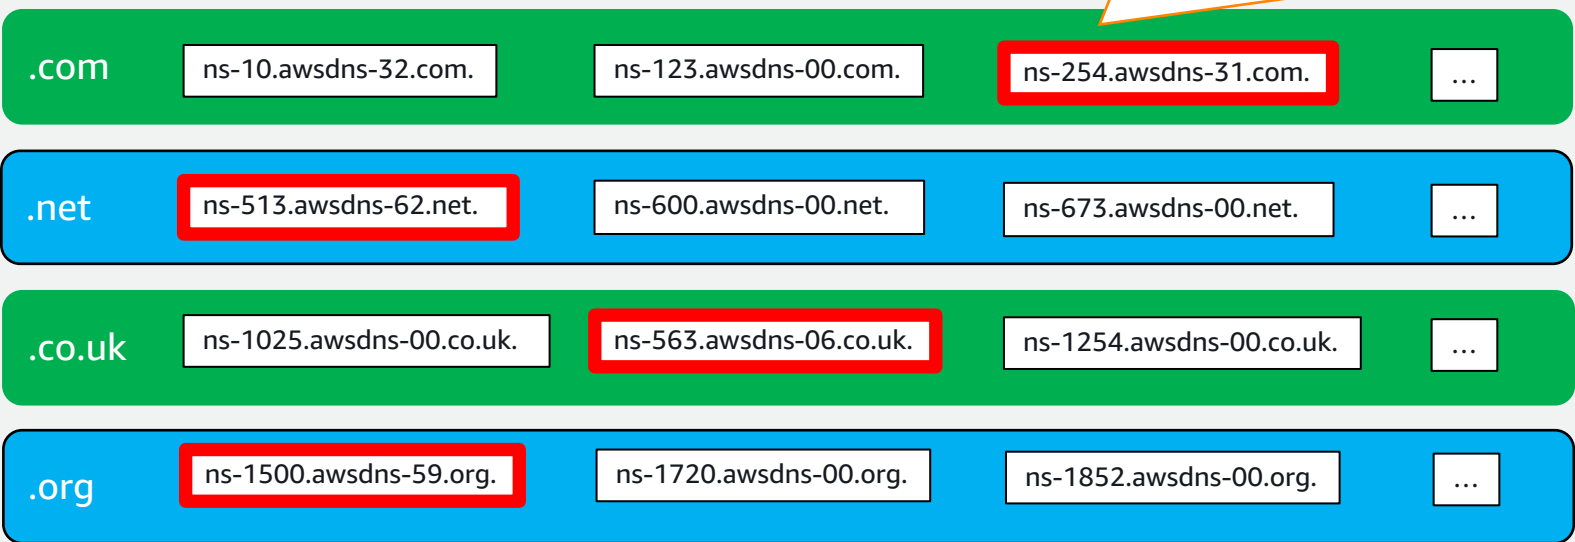 .com ns-10.awsdns-32.com. ns-123.awsdns-00.com. ns-254.awsdns-31.com. ...
.net ns-513.awsdns-62.net. ns-600.awsdns-00.net. ns-673.awsdns-00.net. ...
.co.uk ns-1025.awsdns-00.co.uk. ns-563.awsdns-06.co.uk. ns-1254.awsdns-00.co.uk. ...
.org ns-1500.awsdns-59.org. ns-1720.awsdns-00.org. ns-1852.awsdns-00.org. ...